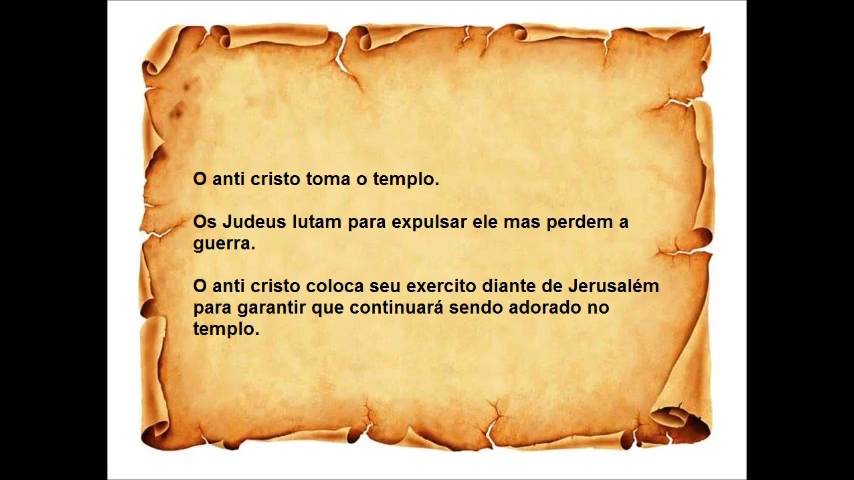 O anti cristo toma o templo.
Os Judeus lutam para expulsar ele mas perdem a
guerra.
O anti cristo coloca seu exercito diante de Jerusalém
para garantir que continuará sendo adorado no
templo.